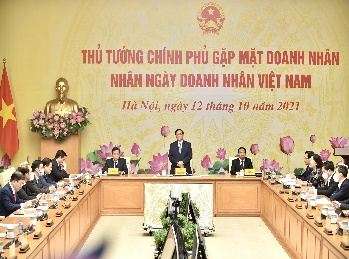 THỦ TƯỚNG CHÍNH PHỦ GẶP MẶT DOANH NHÂN
NHÂN NGÀY DOANH NHÂN VIỆT NAM
Hà Nội, ngày 12 tháng 10 năm 2021